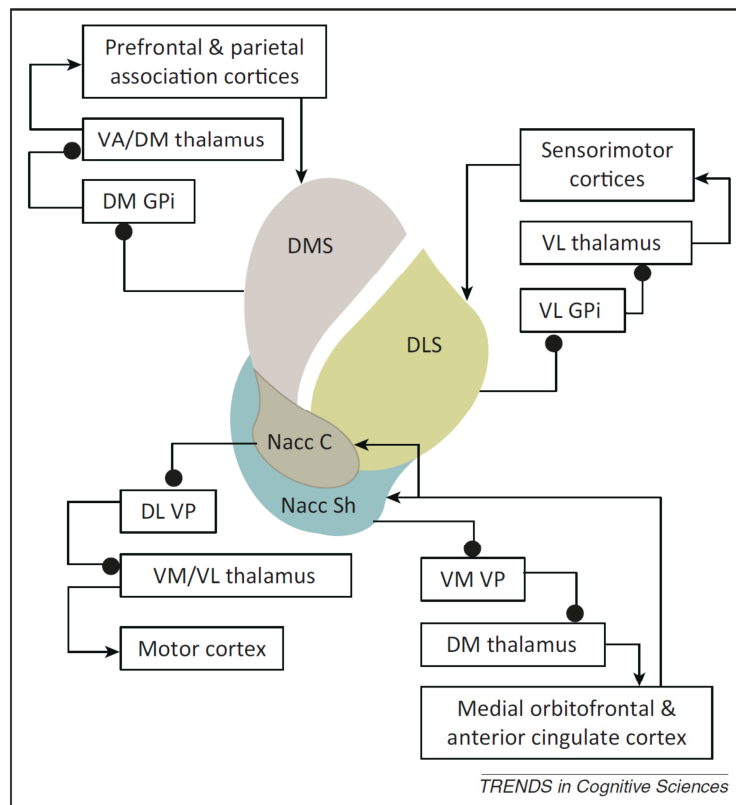 Prefrontal & parietal
association cortices
VA/DM thalamus
DM GPi
DMS
Sensorimotor
cortices
VL thalamus
VL GPi
DLS
Nacc C
Nacc Sh
DL VP
VM/VL thalamus
Motor cortex
VM VP
DM thalamus
Medial orbitofrontal &
anterior cingulate cortex
TRENDS in Cognitive Sciences